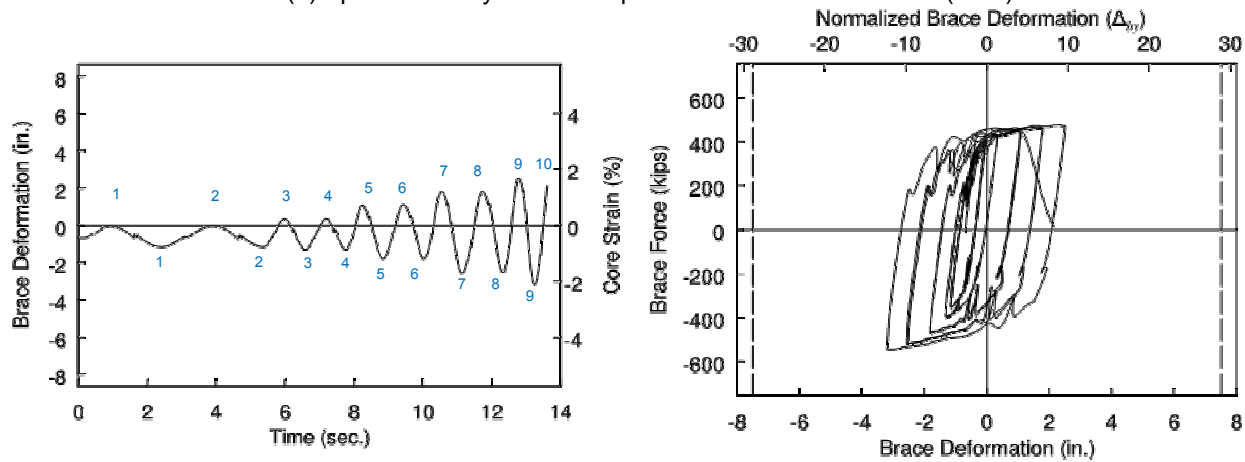 Normalized Brace Deformation (Δby)
-30 -20 -10 0 10 20 30
8
6
4
2
0
-2
-4
-6
-8
Brace Deformation (in.)
1 2 3 4 5 6 7 8 9 10
1 2 3 4 5 6 7 8 9
4
2
0
-2
-4
Core Strain (%)
0 2 4 6 8 10 12 14
Time (sec.)
600
400
200
0
-200
-400
-600
Brace Force (kips)
-8 -6 -4 -2 0 2 4 6 8
Brace Deformation (in.)